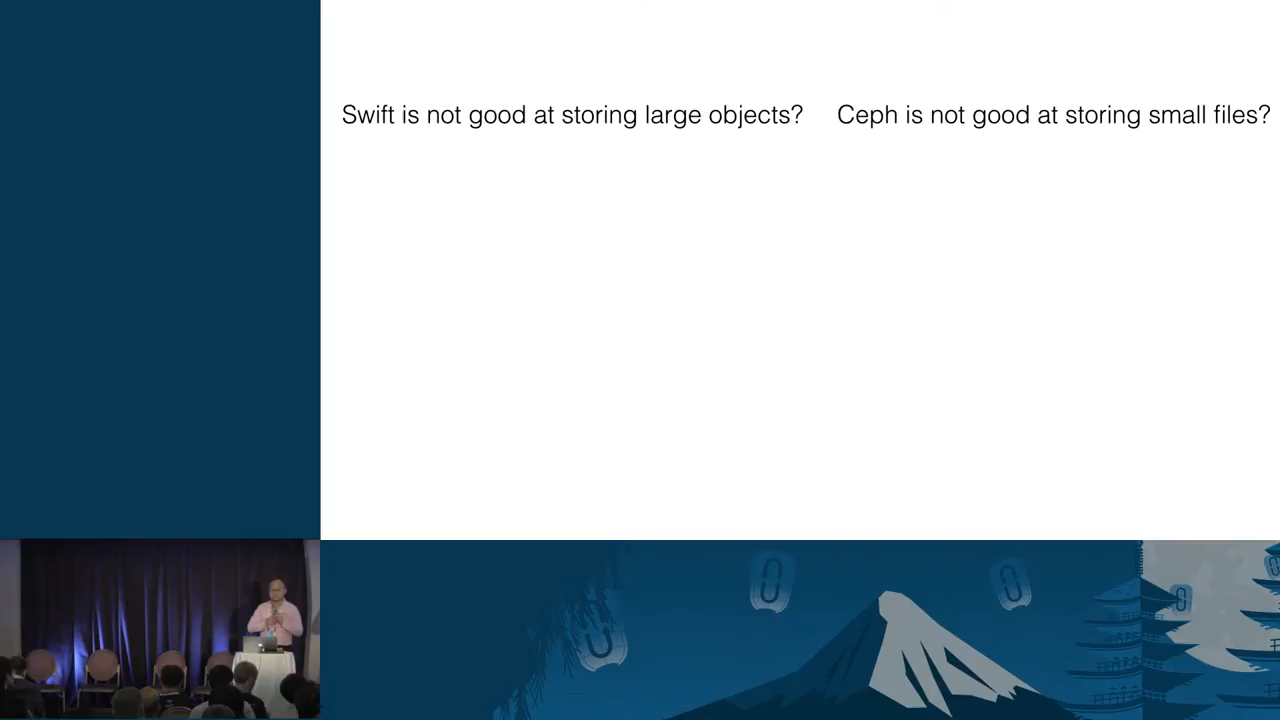 Swift is not good at storing large objects?
Ceph is not good at storing small files?